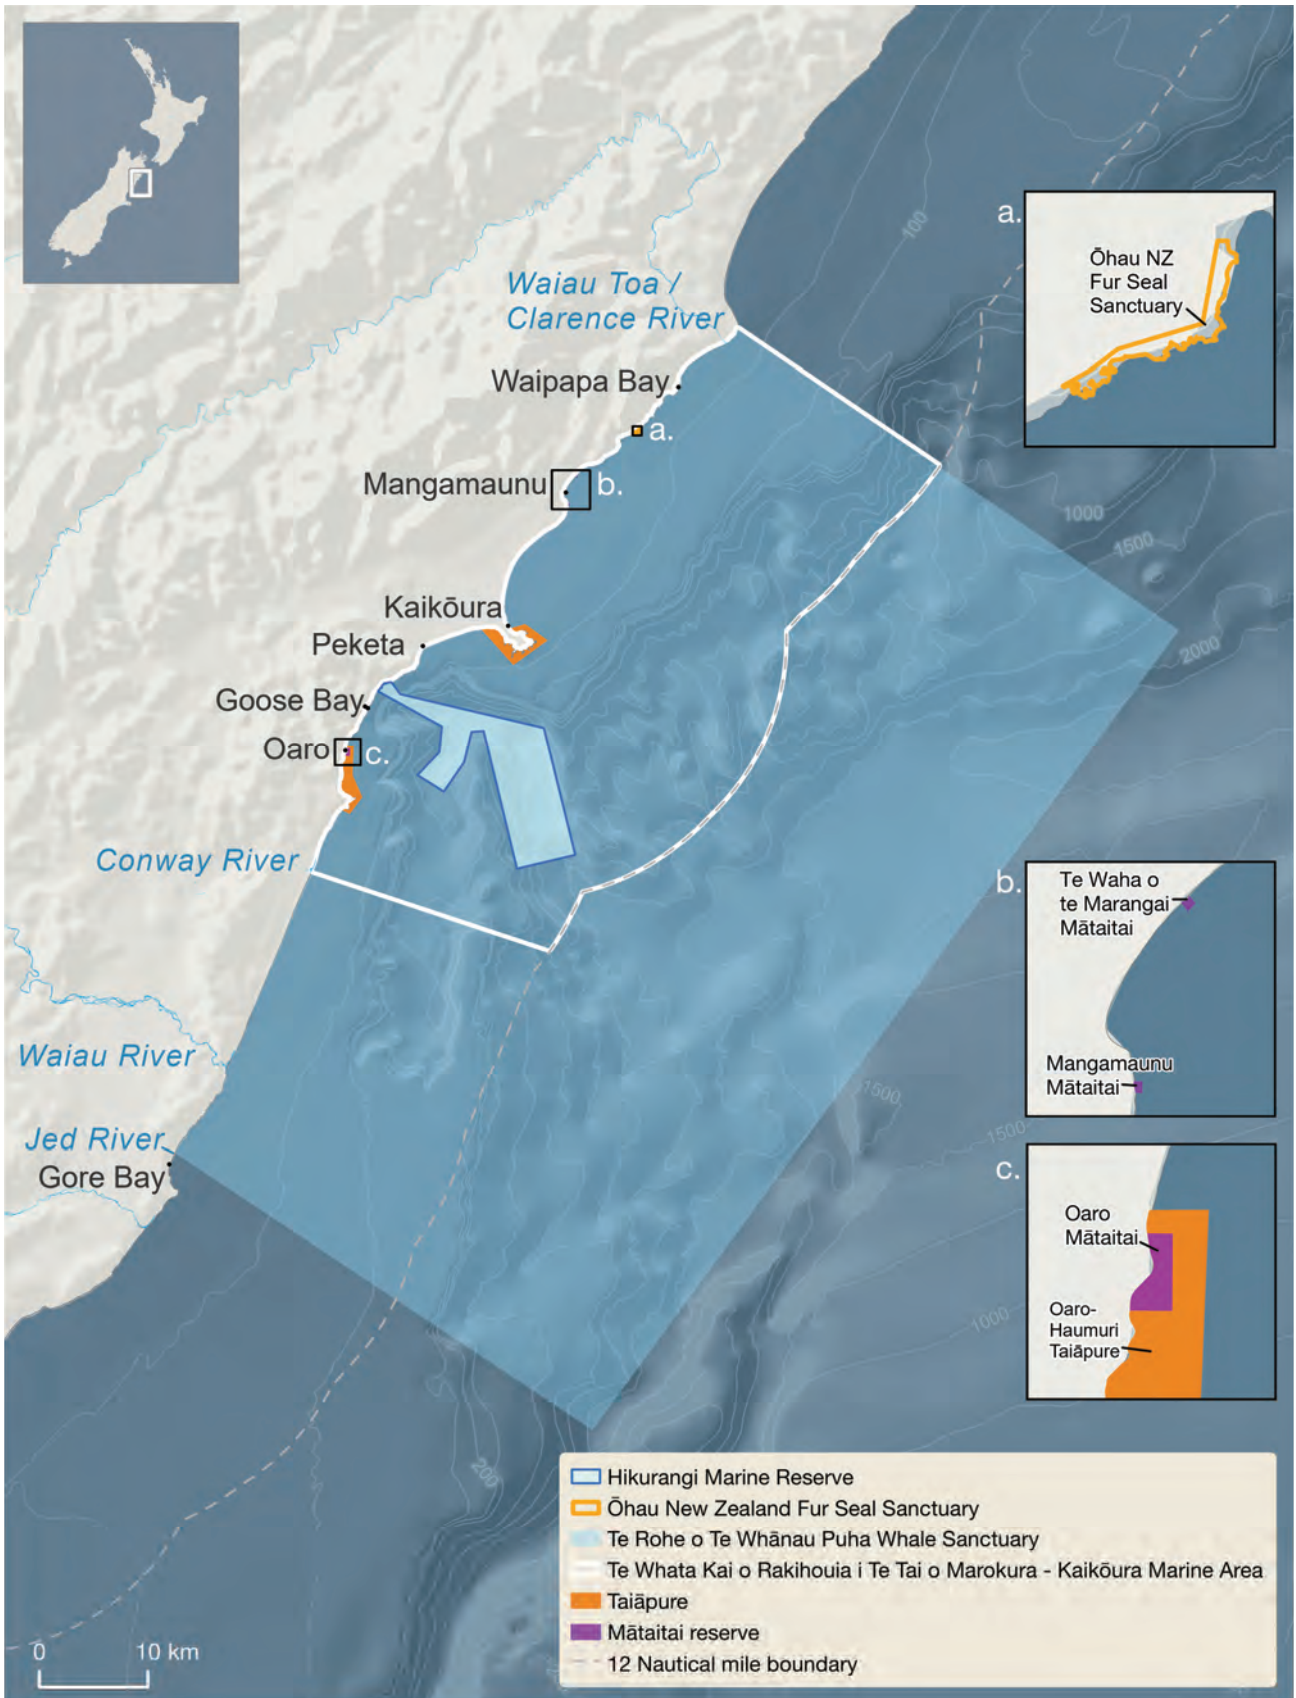 100
a.
Ōhau NZ
Fur Seal
Sanctuary
Waiau Toa /
Clarence River
Waipapa Bay
a.
Mangamaunu
b.
1000
1500
Kaikōura
Peketa
2000
Goose Bay
Oaro
c.
Conway River
b.
Te Waha o
te Marangai
Mātaitai
Waiau River
Mangamaunu
Mātaitai
1500
1500
Jed River
Gore Bay
c.
Oaro
Mātaitai
Oaro-
Haumuri
Taiāpure
1000
200
Hikurangi Marine Reserve
Ōhau New Zealand Fur Seal Sanctuary
Te Rohe o Te Whānau Puha Whale Sanctuary
Te Whata Kai o Rakihouia i Te Tai o Marokura - Kaikōura Marine Area
Taiāpure
Mātaitai reserve
12 Nautical mile boundary
0 10 km